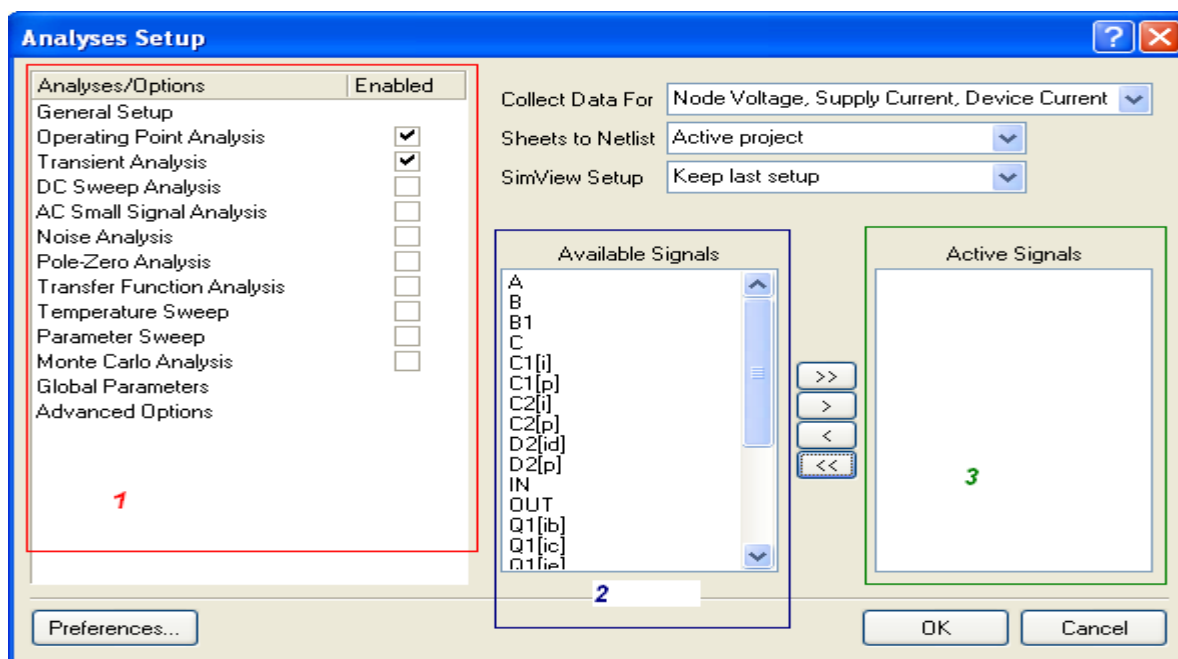 Analyses Setup
Analyses/Options Enabled
General Setup
Operating Point Analysis
Transient Analysis
DC Sweep Analysis
AC Small Signal Analysis
Noise Analysis
Pole-Zero Analysis
Transfer Function Analysis
Temperature Sweep
Parameter Sweep
Monte Carlo Analysis
Global Parameters
Advanced Options
1
Collect Data For Node Voltage, Supply Current, Device Current
Sheets to Netlist Active project
SimView Setup Keep last setup
Available Signals
A
B
B1
C
C1[i]
C1[p]
C2[i]
C2[p]
D2[id]
D2[p]
IN
OUT
Q1[ib]
Q1[ic]
Q1[ie]
2
>>
>
<
<<
Active Signals
3
Preferences...
OK
Cancel